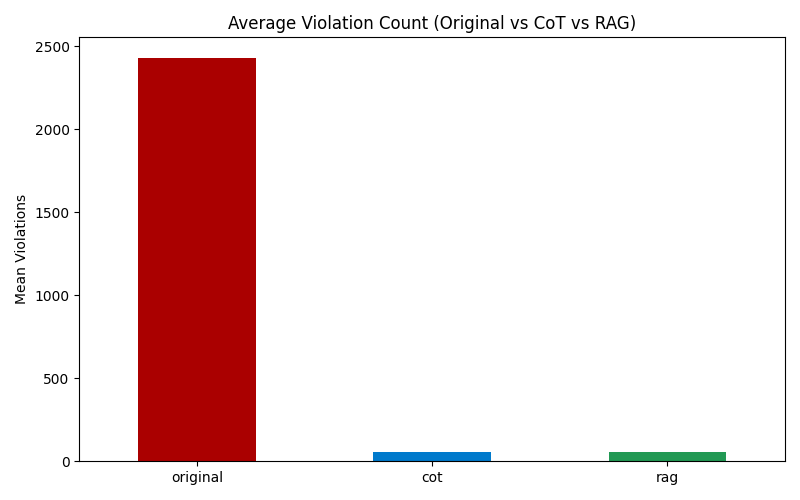 Average Violation Count (Original vs CoT vs RAG)
2500
2000
1500
1000
500
0
Mean Violations
original
cot
rag